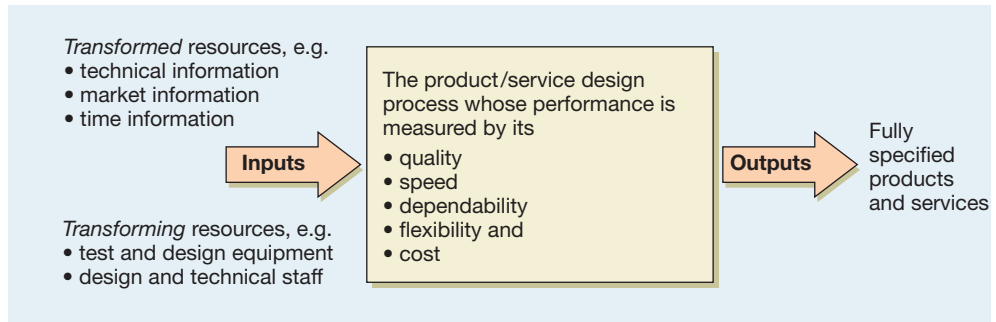 Transformed resources, e.g.
• technical information
• market information
• time information
Inputs
Transforming resources, e.g.
• test and design equipment
• design and technical staff
The product/service design
process whose performance is
measured by its
• quality
• speed
• dependability
• flexibility and
• cost
Outputs
Fully
specified
products
and services